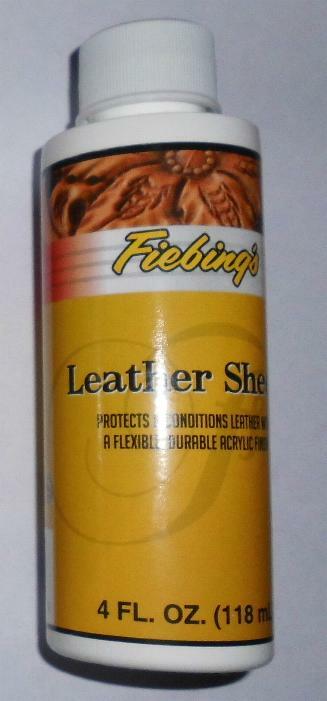 Fiebing's
Leather She
PROTECTS & CONDITIONS LEATHER
A FLEXIBLE DURABLE ACRYLIC
4 FL. OZ. (118 m